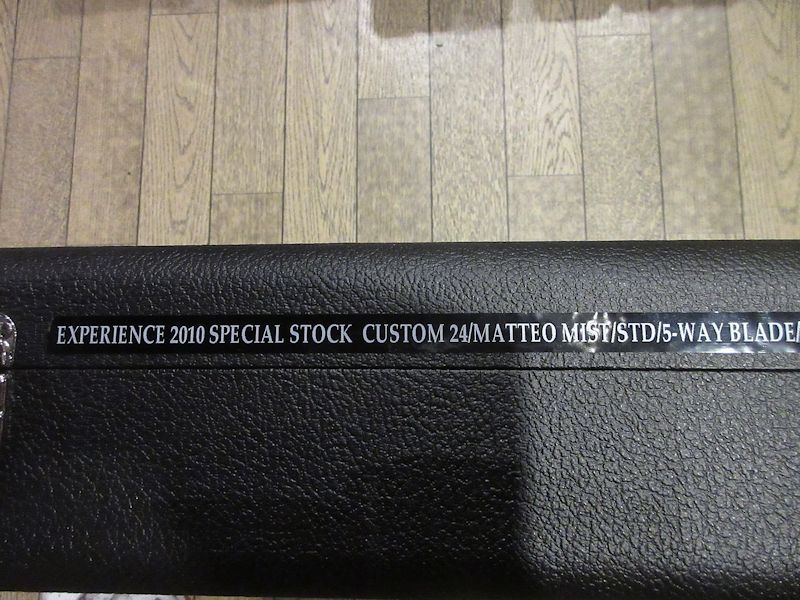 EXPERIENCE 2010 SPECIAL STOCK CUSTOM 24/MATTEO MIST/STD/5-WAY BLADE/